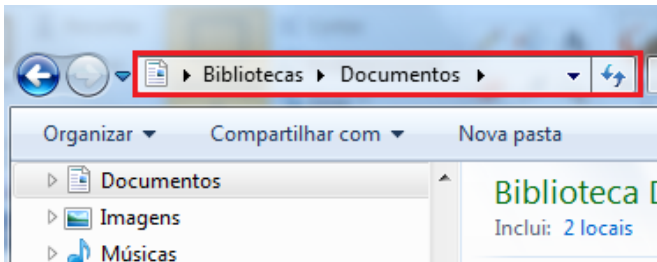 Bibliotecas Documentos
Organizar Compartilhar com Nova pasta
Documentos
Imagens
Músicas
Biblioteca
Inclui: 2 locais